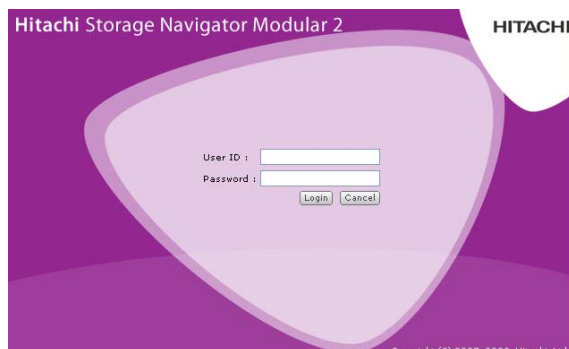 Hitachi Storage Navigator Modular 2
HITACHI
User ID :
Password :
Login Cancel